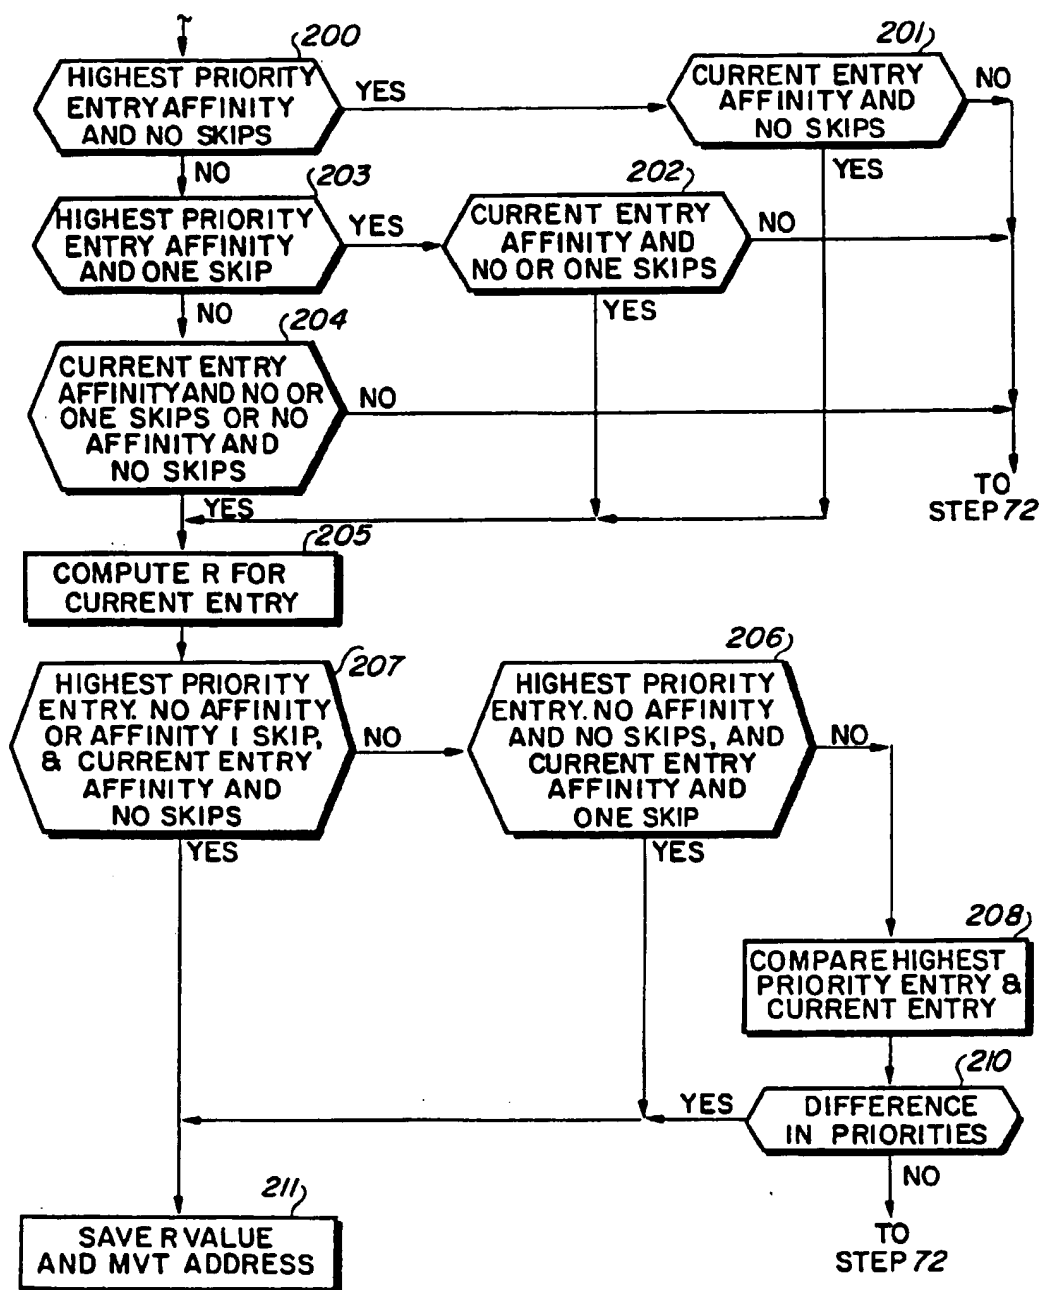 200
HIGHEST PRIORITY
ENTRY AFFINITY
AND NO SKIPS
YES
201
CURRENT ENTRY
AFFINITY AND
NO SKIPS
NO
YES
NO
203
HIGHEST PRIORITY
ENTRY AFFINITY
AND ONE SKIP
YES
202
CURRENT ENTRY
AFFINITY AND
NO OR ONE SKIPS
NO
YES
NO
204
CURRENT ENTRY
AFFINITY AND NO OR
ONE SKIPS OR NO
AFFINITY AND
NO SKIPS
NO
TO
STEP 72
YES
205
COMPUTE R FOR
CURRENT ENTRY
207
HIGHEST PRIORITY
ENTRY. NO AFFINITY
OR AFFINITY 1 SKIP,
& CURRENT ENTRY
AFFINITY AND
NO SKIPS
NO
YES
206
HIGHEST PRIORITY
ENTRY. NO AFFINITY
AND NO SKIPS, AND
CURRENT ENTRY
AFFINITY AND
ONE SKIP
NO
YES
208
COMPARE HIGHEST
PRIORITY ENTRY &
CURRENT ENTRY
210
DIFFERENCE
IN PRIORITIES
YES
NO
TO
STEP 72
211
SAVE R VALUE
AND MVT ADDRESS